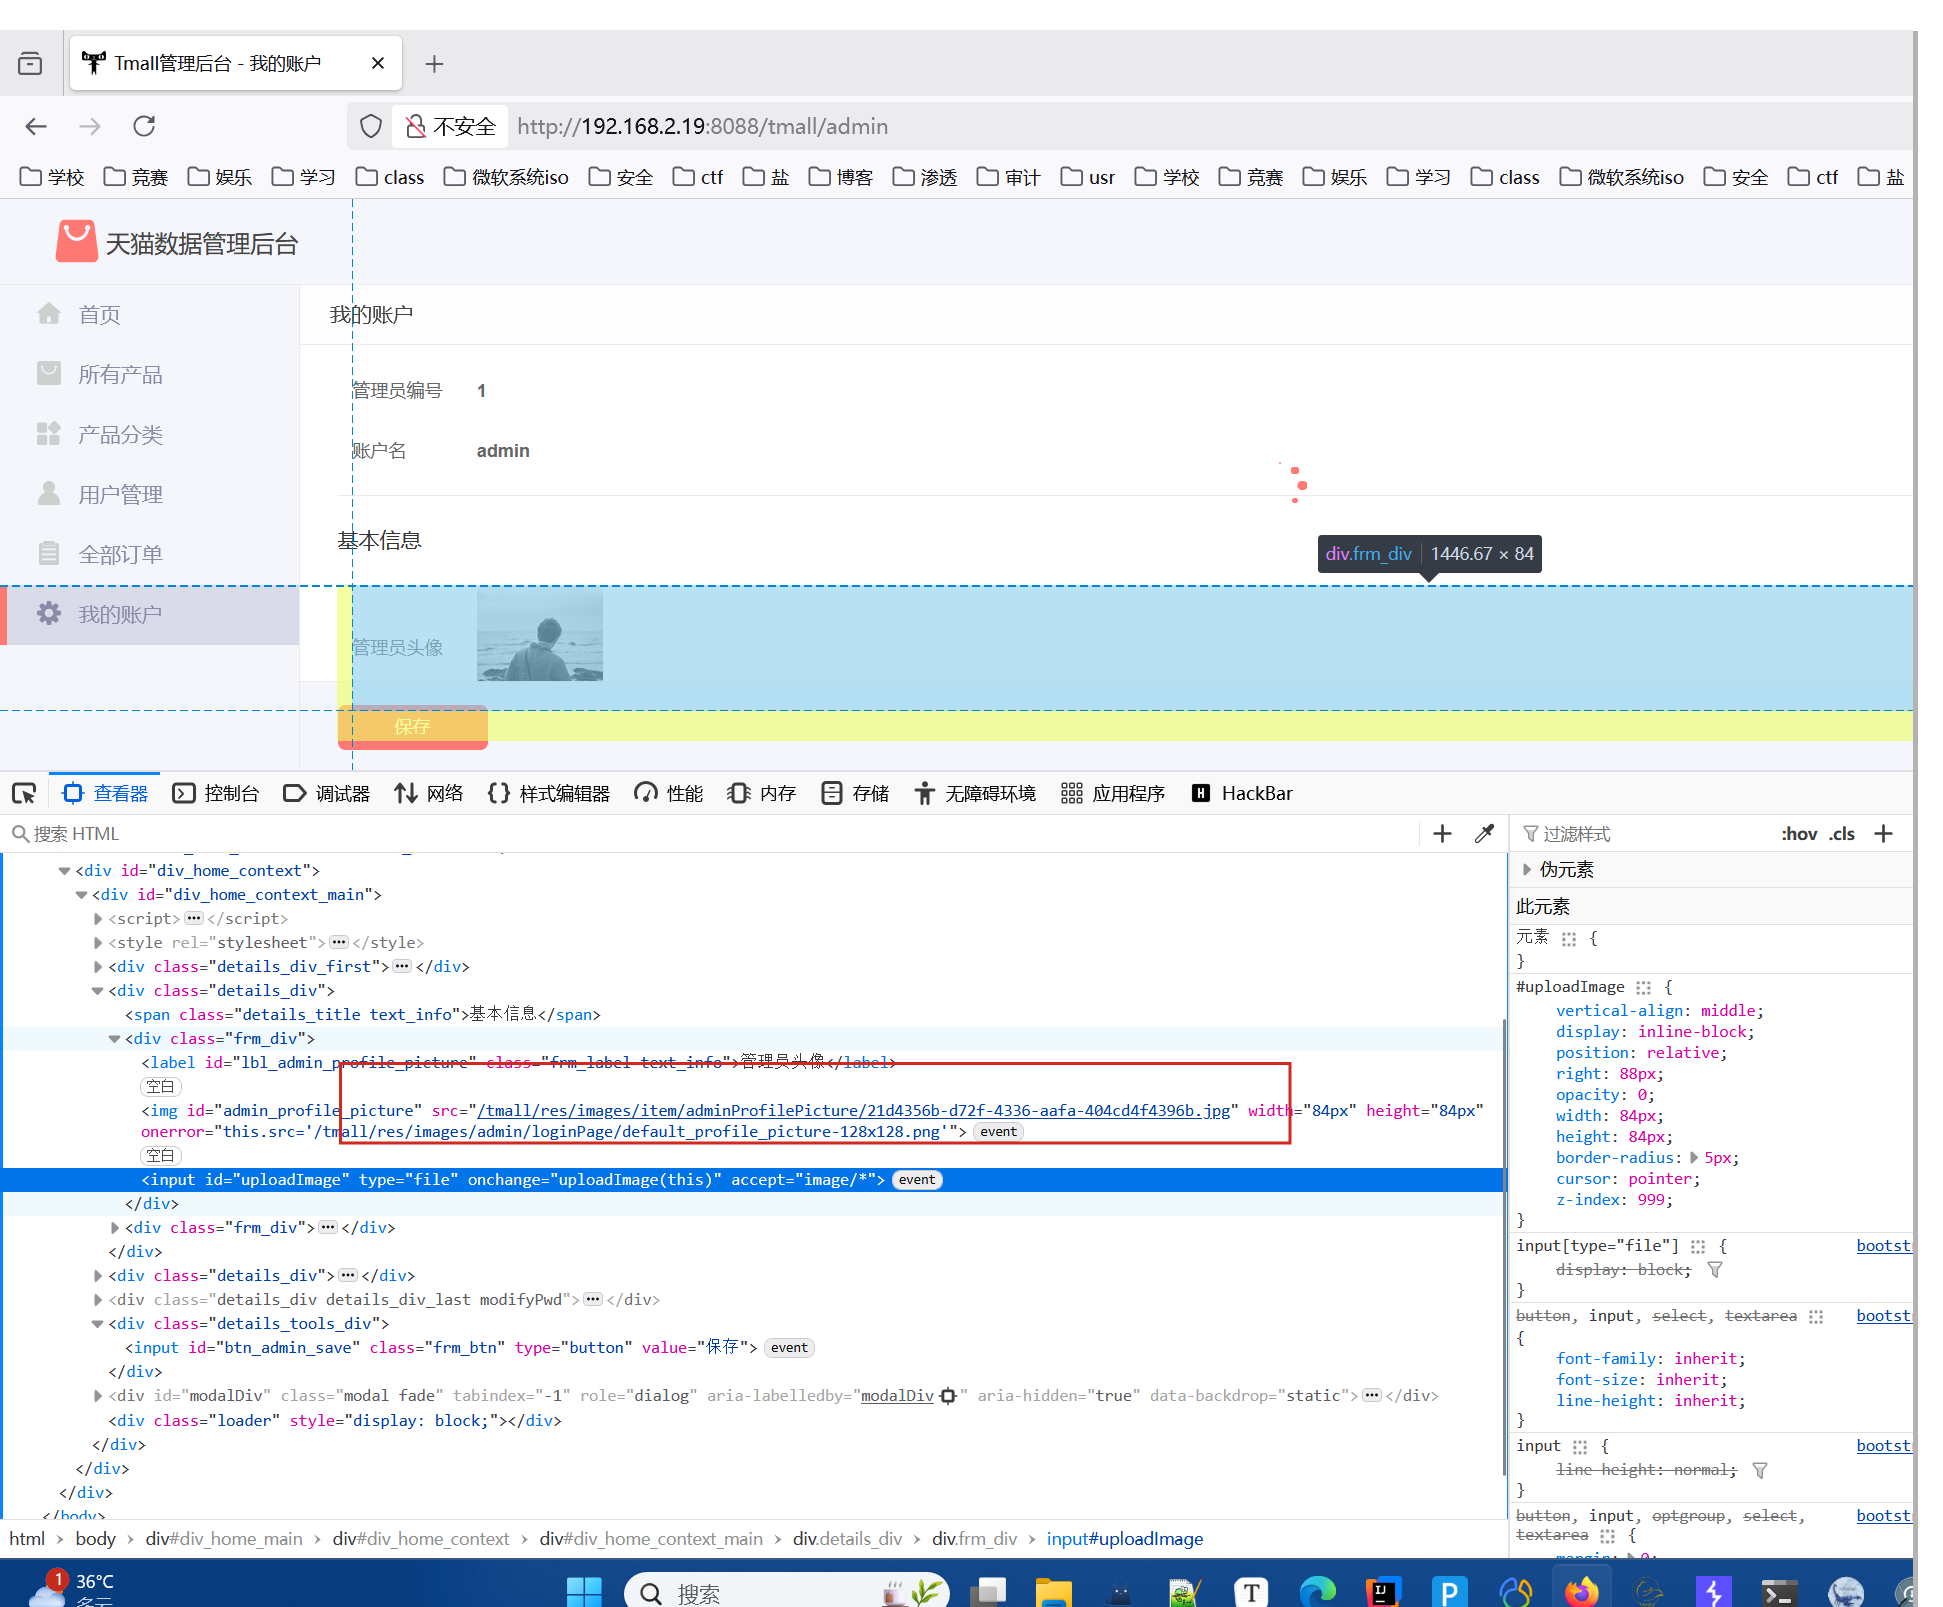 Tmall管理后台 - 我的账户
不安全 http://192.168.2.19:8088/tmall/admin
学校 竞赛 娱乐 学习 class 微软系统iso 安全 ctf 盐 博客 渗透 审计 usr 学校 竞赛 娱乐 学习 class 微软系统iso 安全 ctf 盐
天猫数据管理后台
首页
所有产品
产品分类
用户管理
全部订单
我的账户
我的账户
管理员编号 1
账户名 admin
基本信息
div.frm_div 1446.67 × 84
管理员头像
保存
查看器 控制台 调试器 网络 样式编辑器 性能 内存 存储 无障碍环境 应用程序 HackBar
搜索 HTML
<div id="div_home_context">
<div id="div_home_context_main">
<script>···</script>
<style rel="stylesheet">···</style>
<div class="details_div_first">···</div>
<div class="details_div">
<span class="details_title text_info">基本信息</span>
<div class="frm_div">
<label id="lbl_admin_profile_picture" class="frm_label text_info">管理员头像</label>
空白
<img id="admin_profile_picture" src="/tmall/res/images/item/adminProfilePicture/21d4356b-d72f-4336-aafa-404cd4f4396b.jpg" width="84px" height="84px"
onerror="this.src='/tmall/res/images/admin/loginPage/default_profile_picture-128x128.png'"> event
空白
<input id="uploadImage" type="file" onchange="uploadImage(this)" accept="image/*"> event
</div>
<div class="frm_div">···</div>
</div>
<div class="details_div">···</div>
<div class="details_div details_div_last modifyPwd">···</div>
<div class="details_tools_div">
<input id="btn_admin_save" class="frm_btn" type="button" value="保存"> event
</div>
<div id="modalDiv" class="modal fade" tabindex="-1" role="dialog" aria-labelledby="modalDiv" aria-hidden="true" data-backdrop="static">···</div>
<div class="loader" style="display: block;"></div>
</div>
</div>
</div>
</body>
html > body > div#div_home_main > div#div_home_context > div#div_home_context_main > div.details_div > div.frm_div > input#uploadImage
过滤样式 :hov .cls
伪元素
此元素
元素 {
}
#uploadImage {
vertical-align: middle;
display: inline-block;
position: relative;
right: 88px;
opacity: 0;
width: 84px;
height: 84px;
border-radius: 5px;
cursor: pointer;
z-index: 999;
}
input[type="file"] { bootst
display: block;
}
button, input, select, textarea bootst
{
font-family: inherit;
font-size: inherit;
line-height: inherit;
}
input { bootst
line-height: normal;
}
button, input, optgroup, select, bootst
textarea {
margin: 0;
1 36°C
多云
搜索